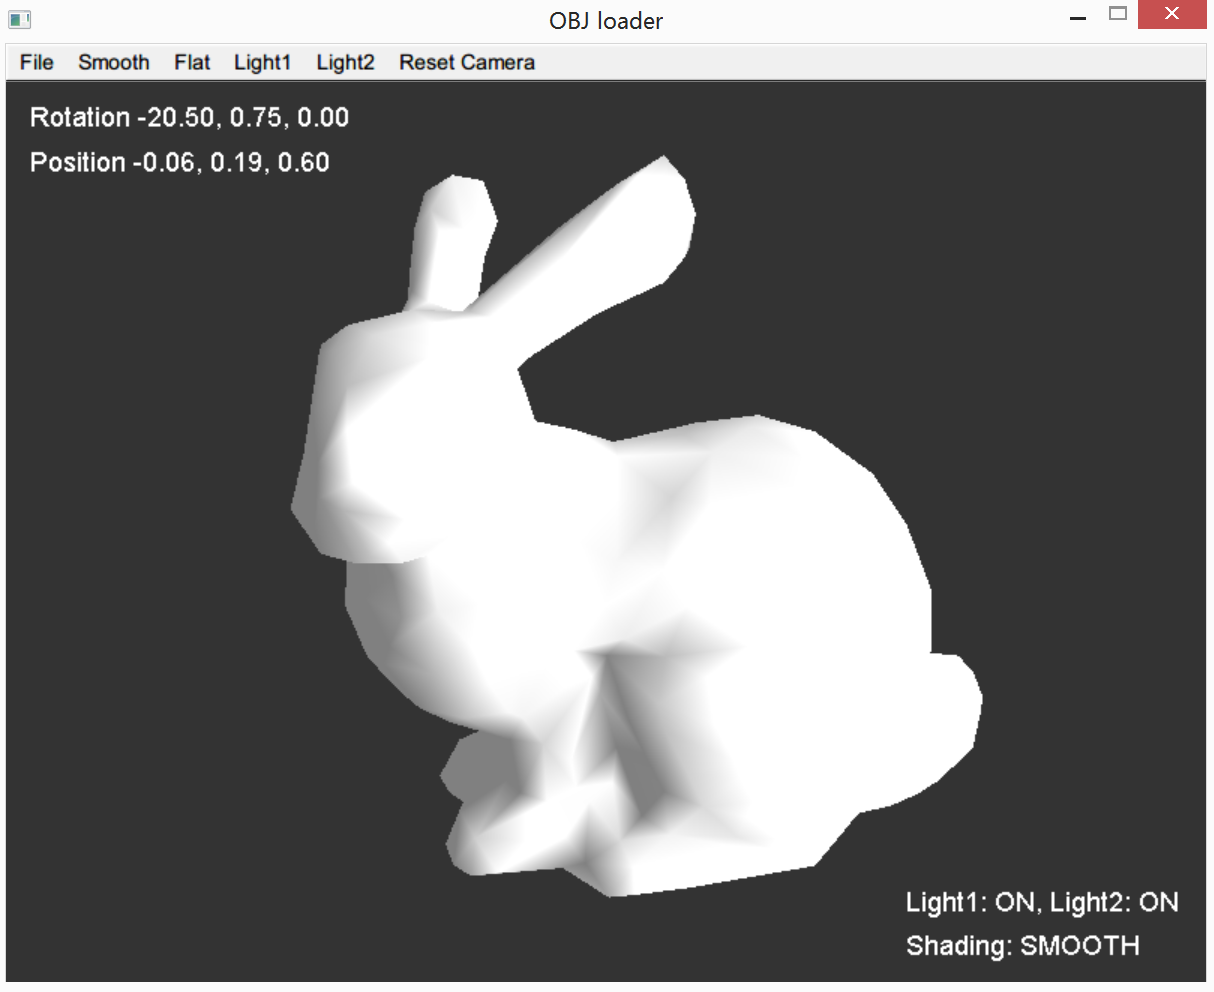 OBJ loader
File Smooth Flat Light1 Light2 Reset Camera
Rotation -20.50, 0.75, 0.00
Position -0.06, 0.19, 0.60
Light1: ON, Light2: ON
Shading: SMOOTH